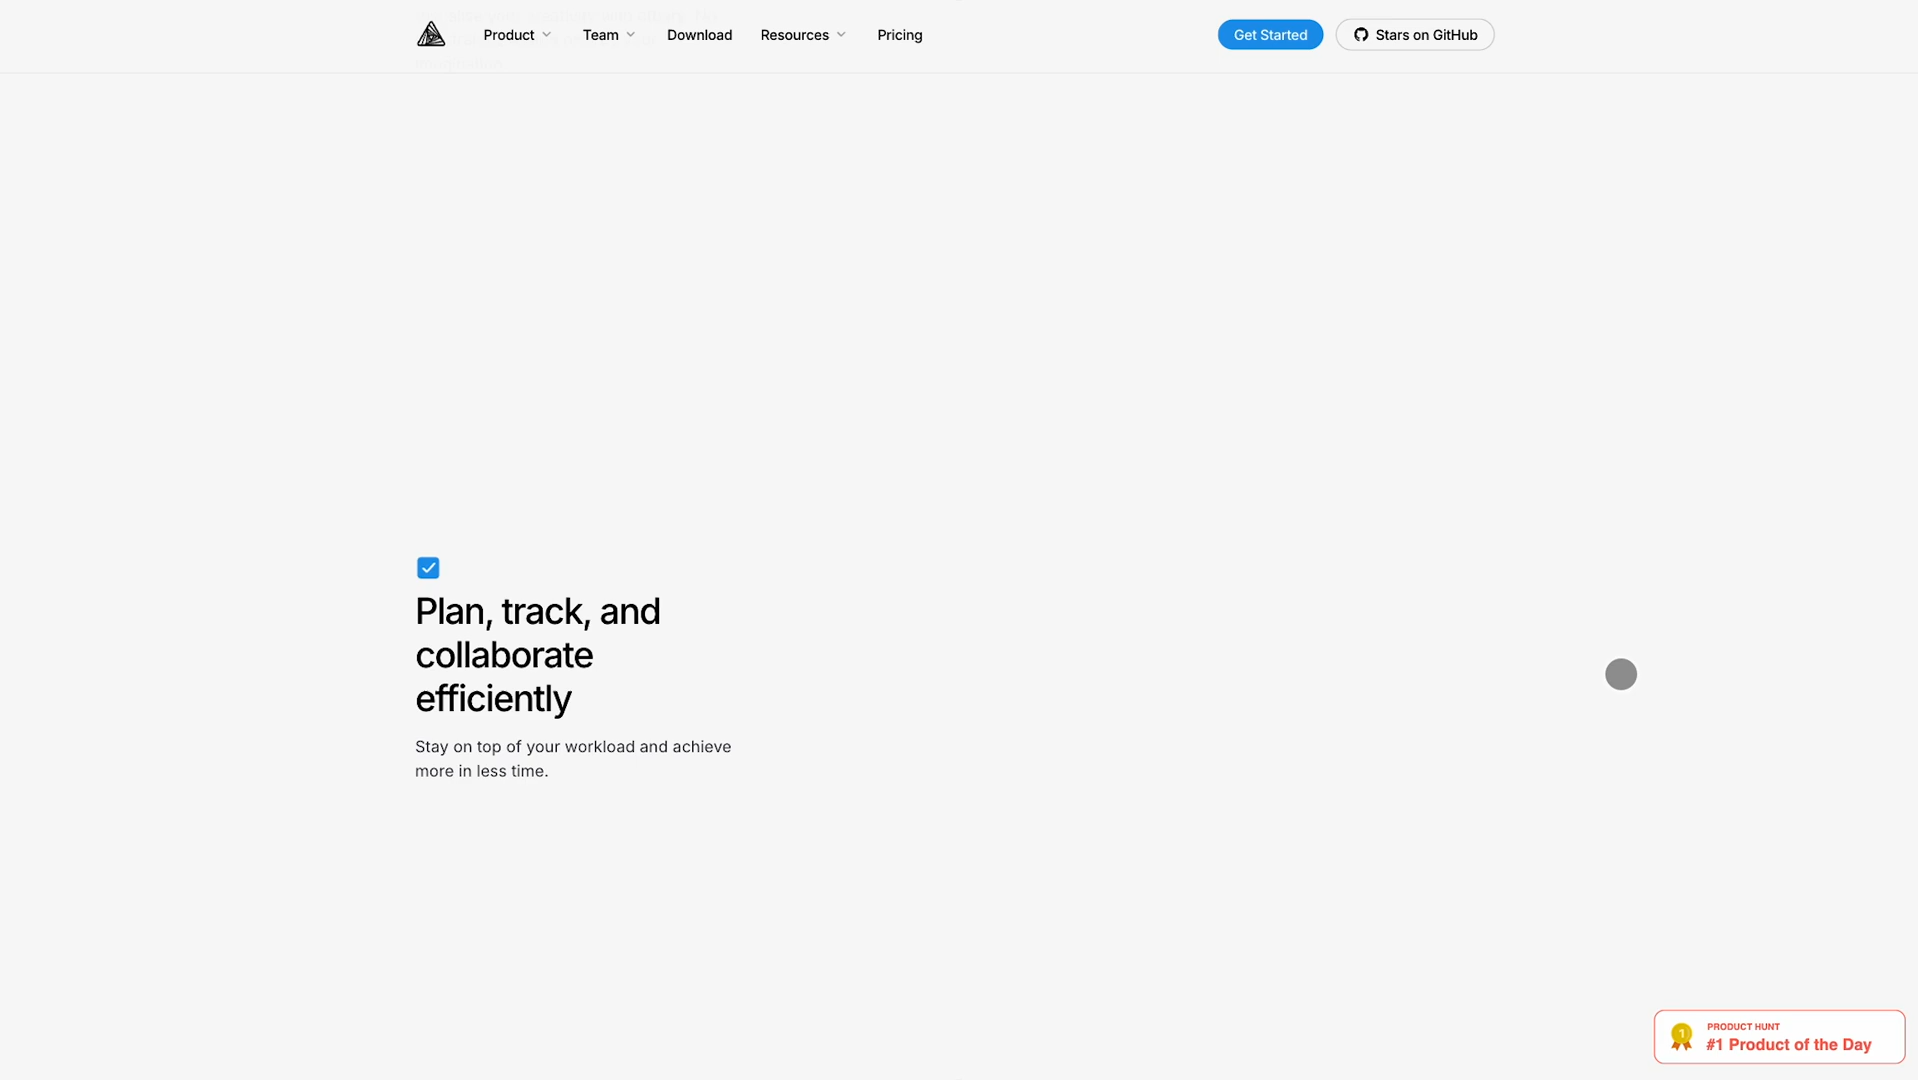 Product
Team
Download
Resources
Pricing
Get Started
Stars on GitHub
Plan, track, and
collaborate
efficiently
Stay on top of your workload and achieve
more in less time.
1
PRODUCT HUNT
#1 Product of the Day